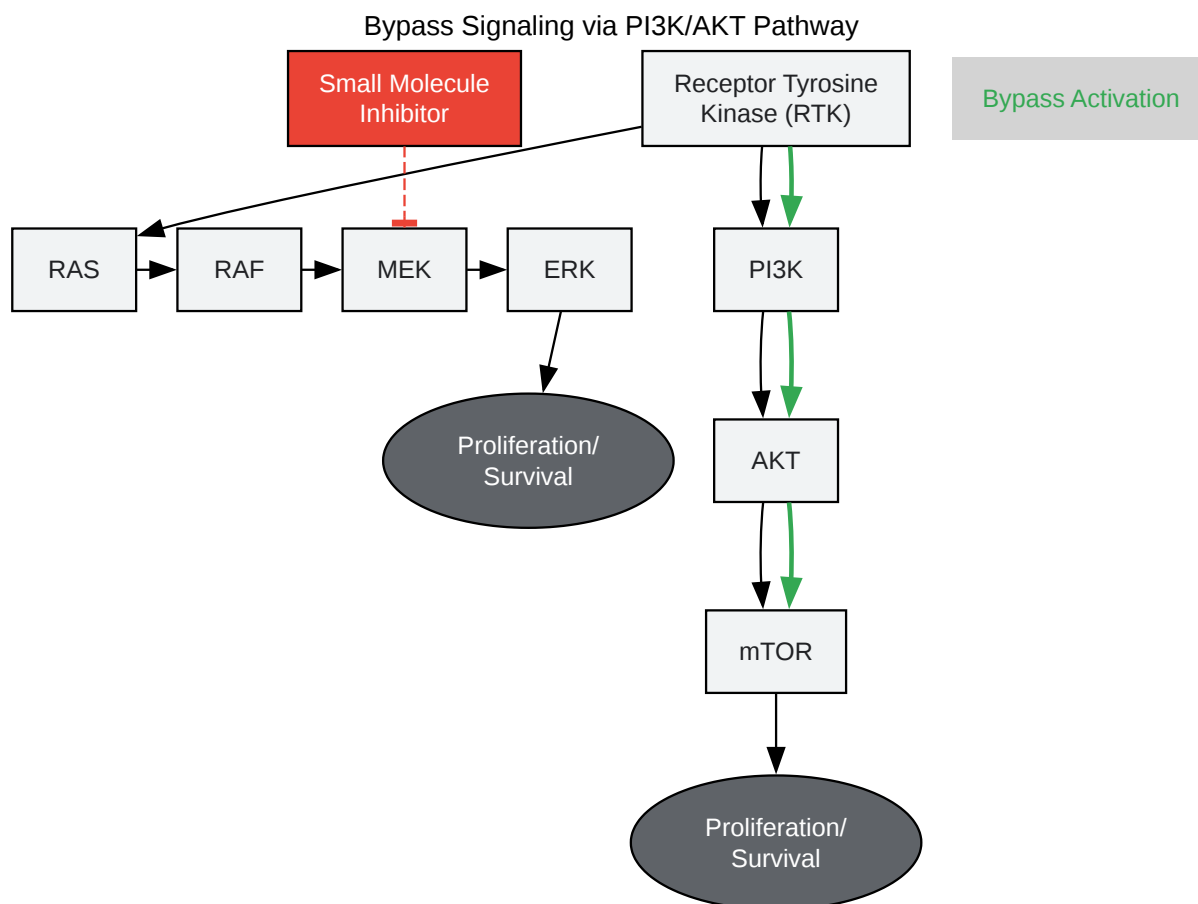 Bypass Signaling via PI3K/AKT Pathway
Small Molecule
Inhibitor
Receptor Tyrosine
Kinase (RTK)
Bypass Activation
RAS
RAF
MEK
ERK
PI3K
Proliferation/
Survival
AKT
mTOR
Proliferation/
Survival